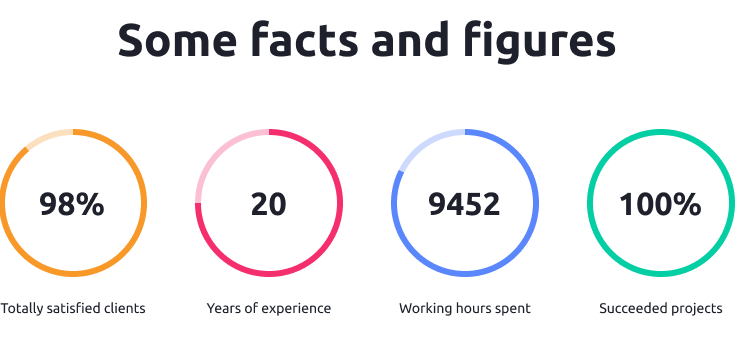 Some facts and figures
98%
20
9452
100%
Totally satisfied clients
Years of experience
Working hours spent
Succeeded projects